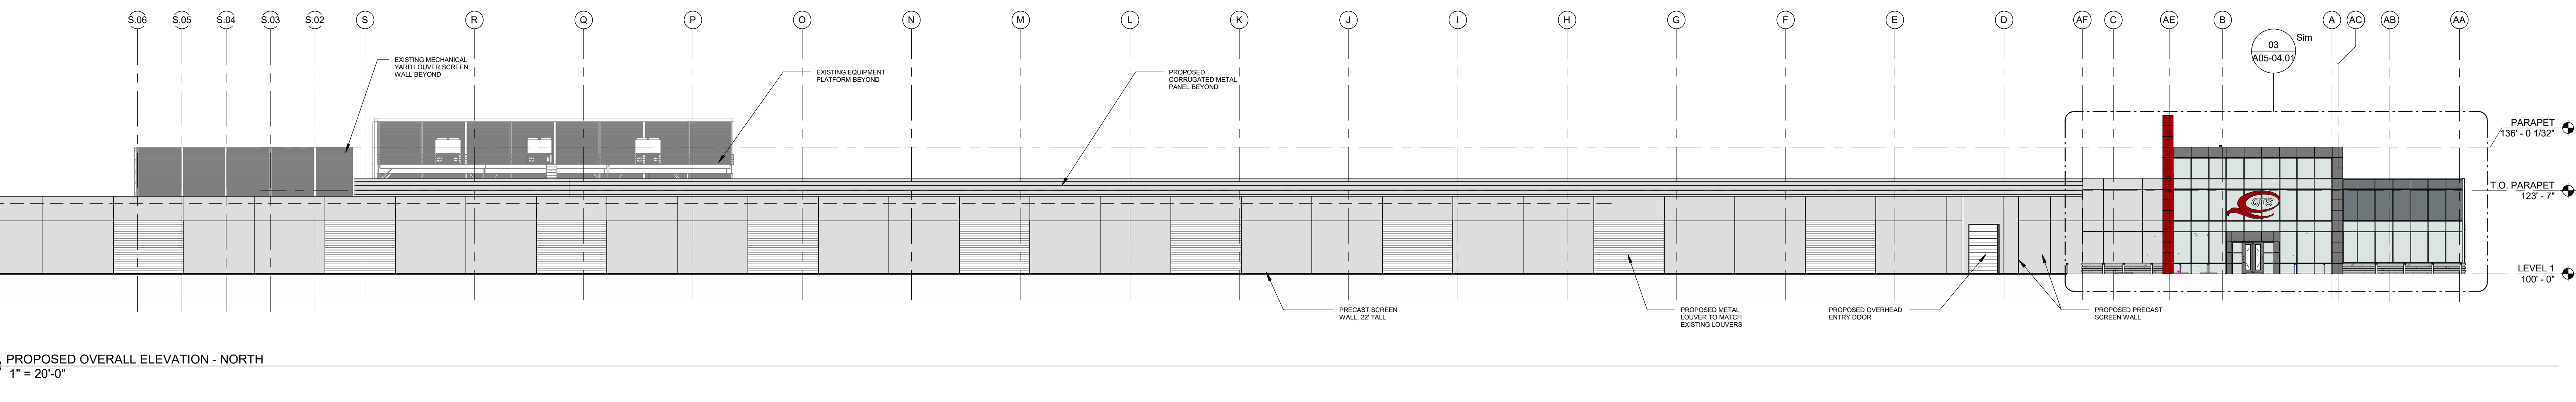 S.06 S.05 S.04 S.03 S.02 S R Q P O N M L K J I H G F E D AF C AE B A AC AB AA
03
Sim
A05-04.01
EXISTING MECHANICAL
YARD LOUVER SCREEN
WALL BEYOND
EXISTING EQUIPMENT
PLATFORM BEYOND
PROPOSED
CORRUGATED METAL
PANEL BEYOND
PARAPET
136' - 0 1/32"
T.O. PARAPET
123' - 7"
QTS
LEVEL 1
100' - 0"
PRECAST SCREEN
WALL, 22' TALL
PROPOSED METAL
LOUVER TO MATCH
EXISTING LOUVERS
PROPOSED OVERHEAD
ENTRY DOOR
PROPOSED PRECAST
SCREEN WALL
PROPOSED OVERALL ELEVATION - NORTH
1" = 20'-0"